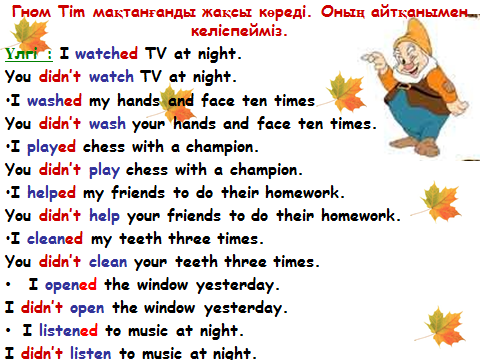 Гном Tim мақтанғанды жақсы көреді. Оның айтқанымен
келіспейміз.
Үлгі : I watched TV at night.
You didn't watch TV at night.
•I washed my hands and face ten times
You didn't wash your hands and face ten times.
•I played chess with a champion.
You didn't play chess with a champion.
•I helped my friends to do their homework.
You didn't help your friends to do their homework.
•I cleaned my teeth three times.
You didn't clean your teeth three times.
• I opened the window yesterday.
I didn't open the window yesterday.
• I listened to music at night.
I didn't listen to music at night.